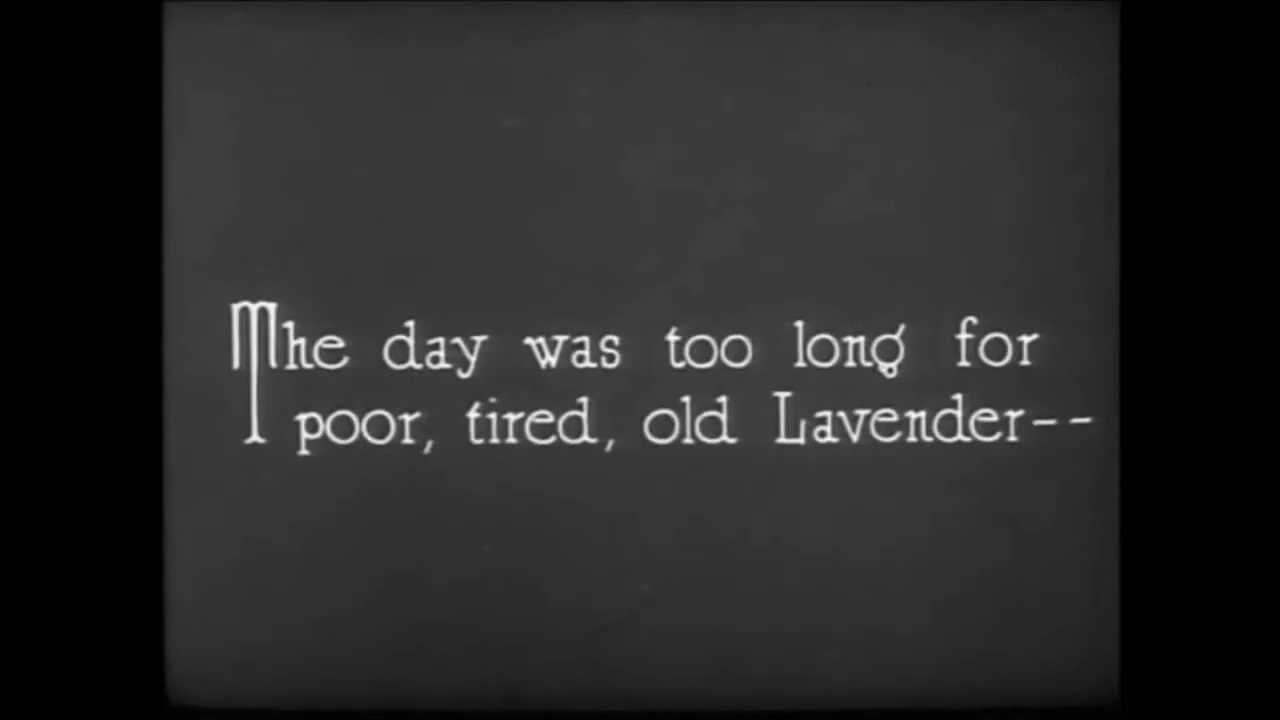 The day was too long for
poor, tired, old Lavender--